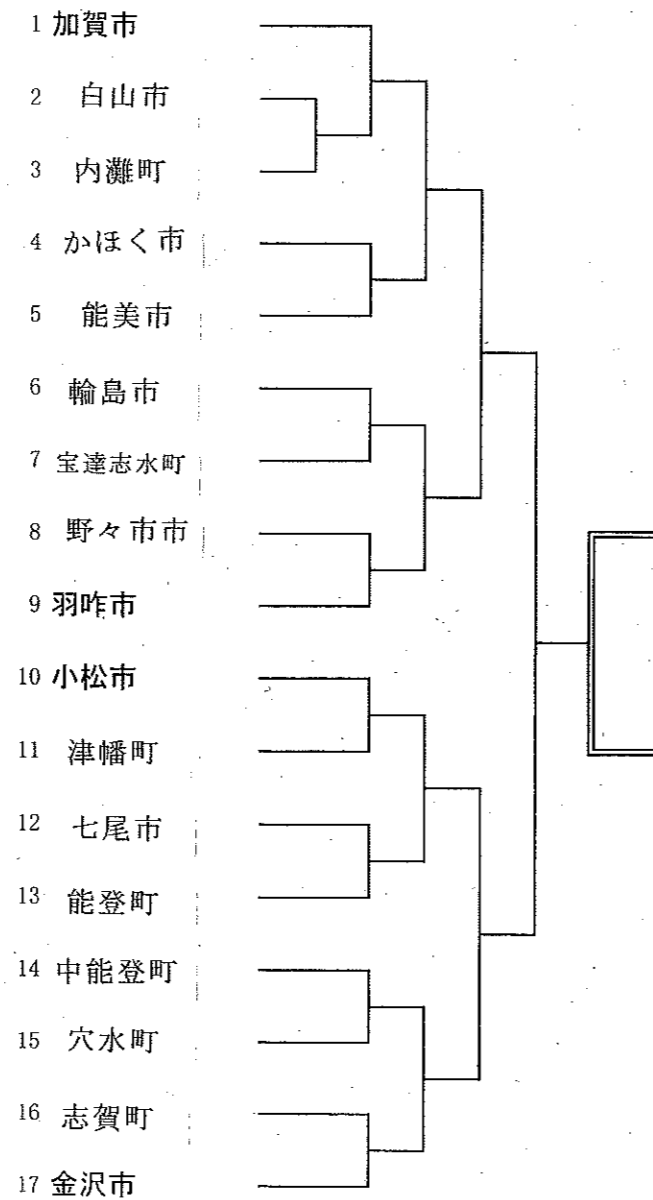 1 加賀市
2 白山市
3 内灘町
4 かほく市
5 能美市
6 輪島市
7 宝達志水町
8 野々市市
9 羽咋市
10 小松市
11 津幡町
12 七尾市
13 能登町
14 中能登町
15 穴水町
16 志賀町
17 金沢市